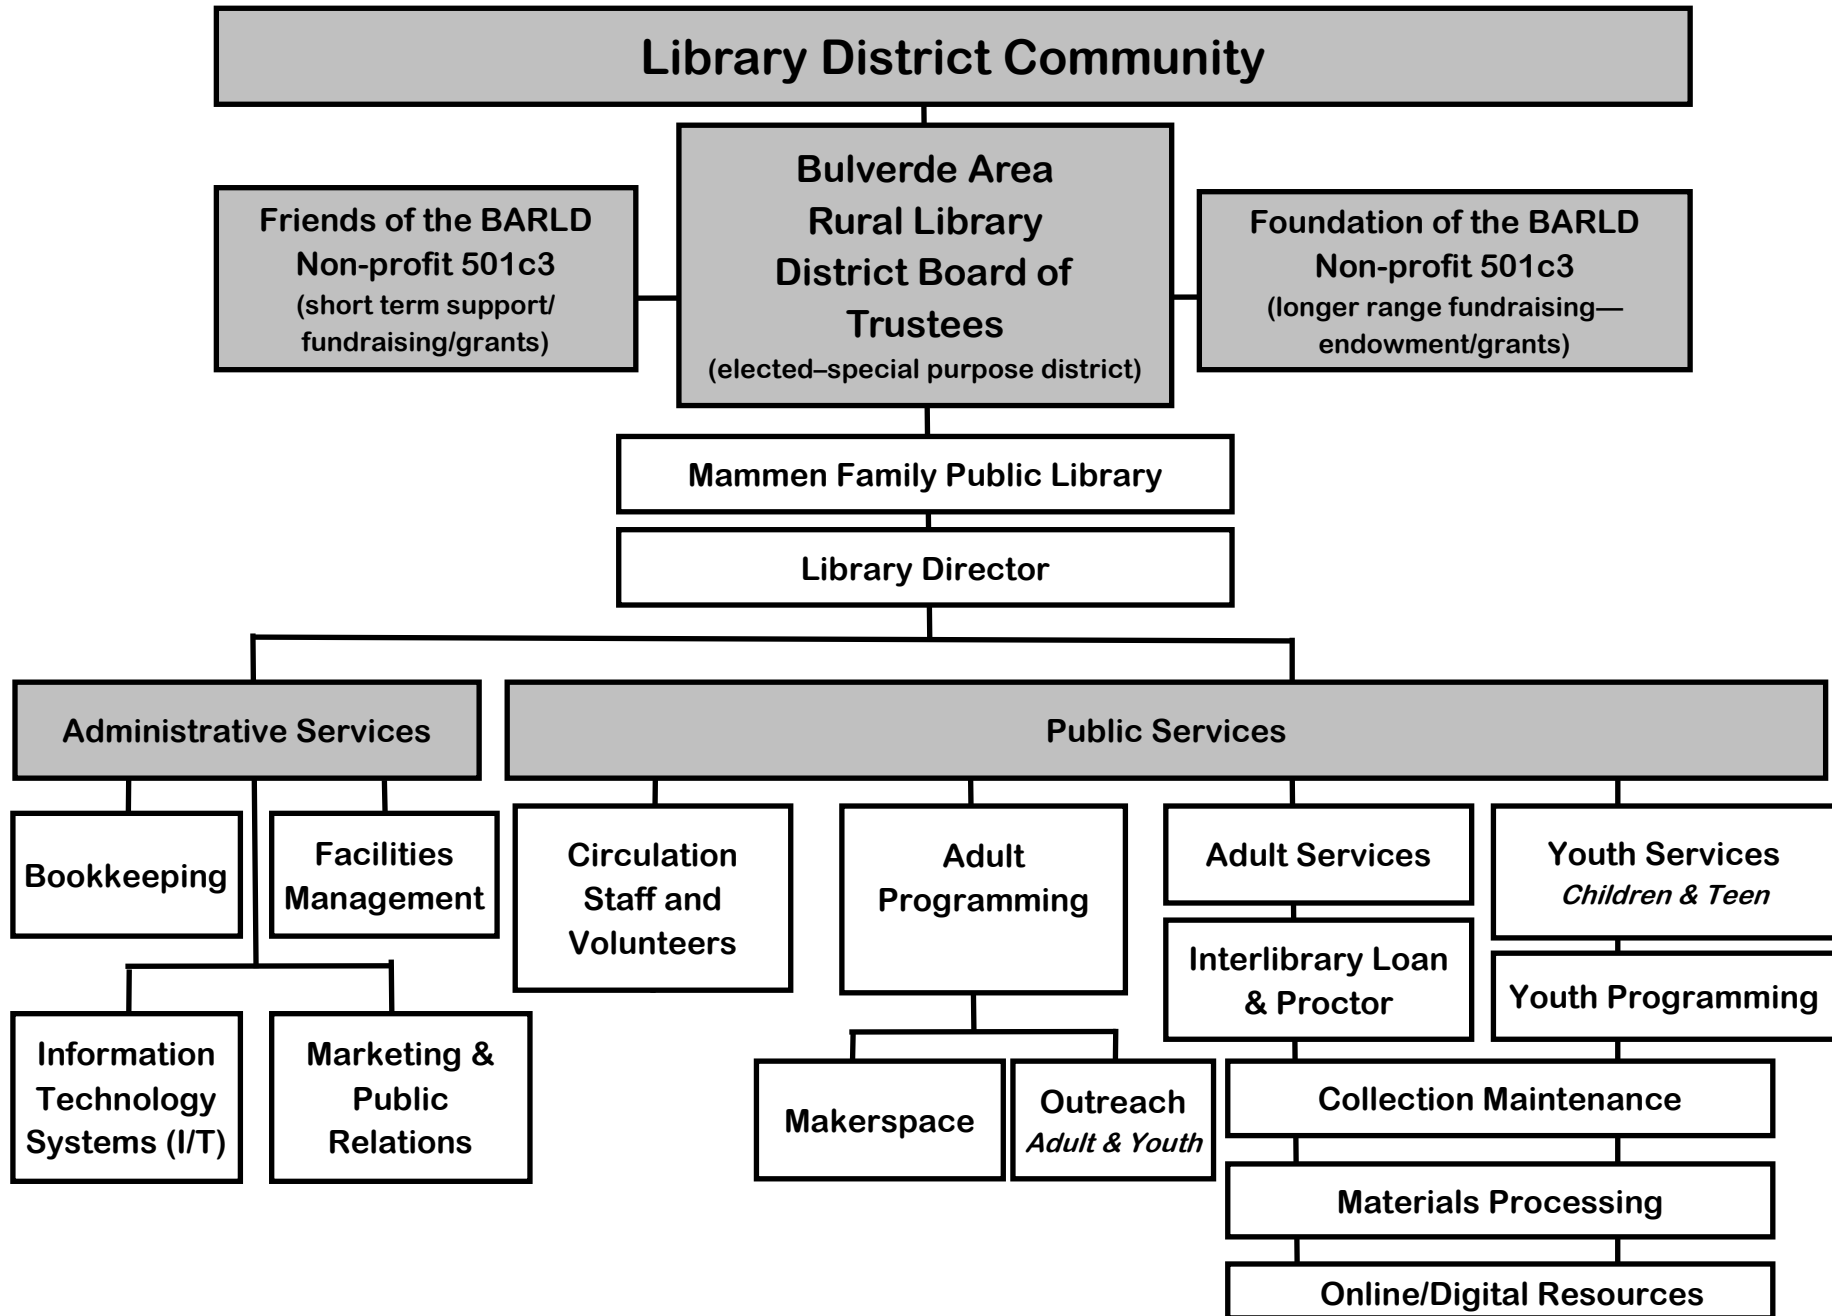 Library District Community
Bulverde Area
Rural Library
District Board of
Trustees
(elected–special purpose district)
Friends of the BARLD
Non-profit 501c3
(short term support/
fundraising/grants)
Foundation of the BARLD
Non-profit 501c3
(longer range fundraising—
endowment/grants)
Mammen Family Public Library
Library Director
Administrative Services
Public Services
Bookkeeping
Facilities
Management
Information
Technology
Systems (I/T)
Marketing &
Public
Relations
Circulation
Staff and
Volunteers
Adult
Programming
Makerspace
Outreach
Adult & Youth
Adult Services
Interlibrary Loan
& Proctor
Youth Services
Children & Teen
Youth Programming
Collection Maintenance
Materials Processing
Online/Digital Resources